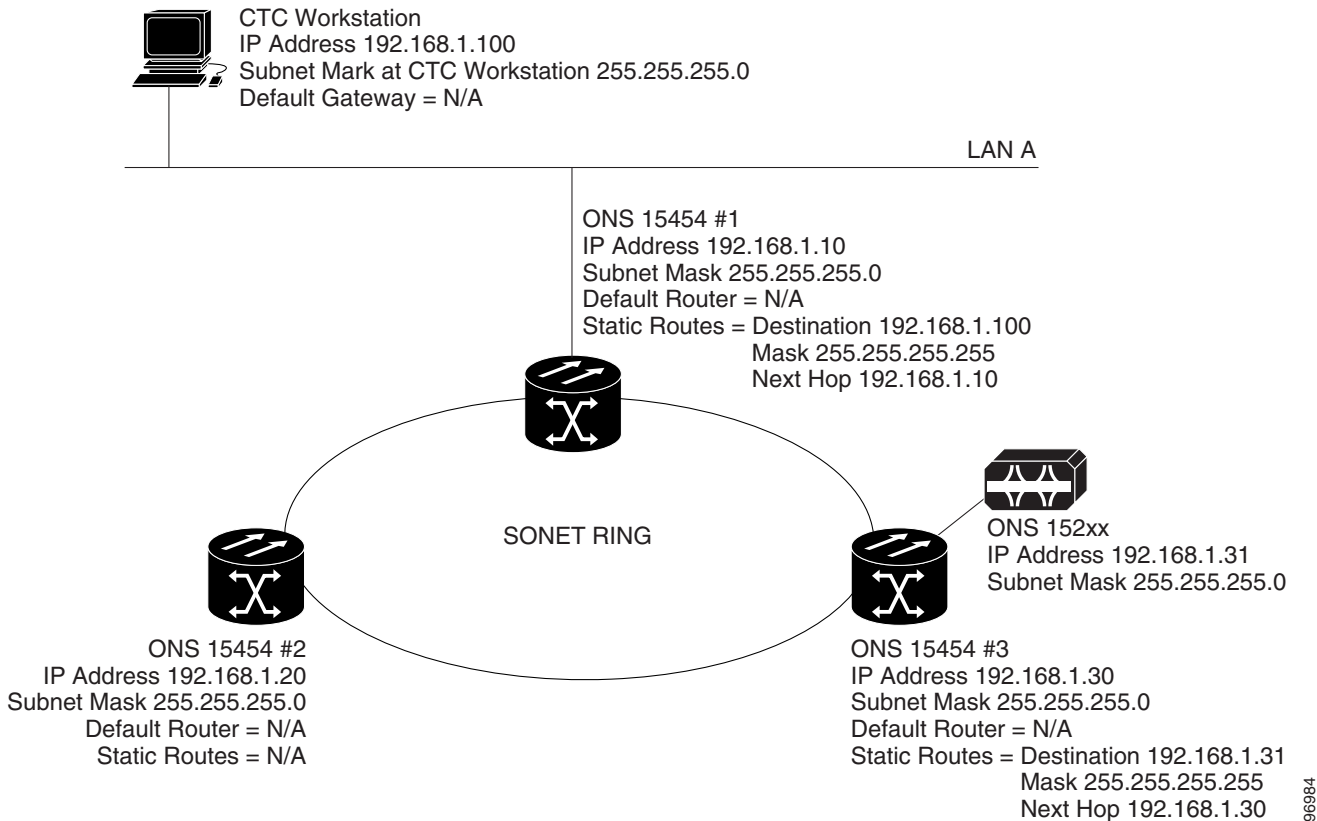 CTC Workstation
IP Address 192.168.1.100
Subnet Mark at CTC Workstation 255.255.255.0
Default Gateway = N/A
LAN A
ONS 15454 #1
IP Address 192.168.1.10
Subnet Mask 255.255.255.0
Default Router = N/A
Static Routes = Destination 192.168.1.100
Mask 255.255.255.255
Next Hop 192.168.1.10
SONET RING
ONS 152xx
IP Address 192.168.1.31
Subnet Mask 255.255.255.0
ONS 15454 #2
IP Address 192.168.1.20
Subnet Mask 255.255.255.0
Default Router = N/A
Static Routes = N/A
ONS 15454 #3
IP Address 192.168.1.30
Subnet Mask 255.255.255.0
Default Router = N/A
Static Routes = Destination 192.168.1.31
Mask 255.255.255.255
Next Hop 192.168.1.30
96984